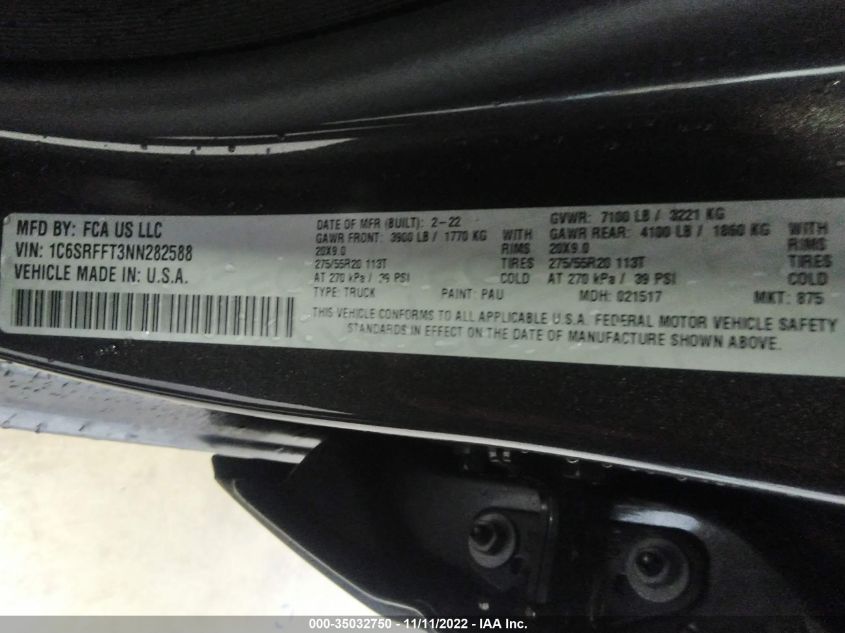 MFD BY: FCA US LLC
VIN: 1C6SRFFT3NN282588
VEHICLE MADE IN: U.S.A.
DATE OF MFR (BUILT): 2-22 GVWR: 7100 LB / 3221 KG
GAWR FRONT: 3900 LB / 1770 KG WITH GAWR REAR: 4100 LB / 1860 KG WITH
20X9.0 RIMS 20X9.0 RIMS
275/55R20 113T TIRES 275/55R20 113T TIRES
AT 270 kPa / 39 PSI COLD AT 270 kPa / 39 PSI COLD
TYPE: TRUCK PAINT: PAU MDH: 021517 MKT: 875
THIS VEHICLE CONFORMS TO ALL APPLICABLE U.S.A. FEDERAL MOTOR VEHICLE SAFETY
STANDARDS IN EFFECT ON THE DATE OF MANUFACTURE SHOWN ABOVE.
000-35032750 - 11/11/2022 - IAA Inc.